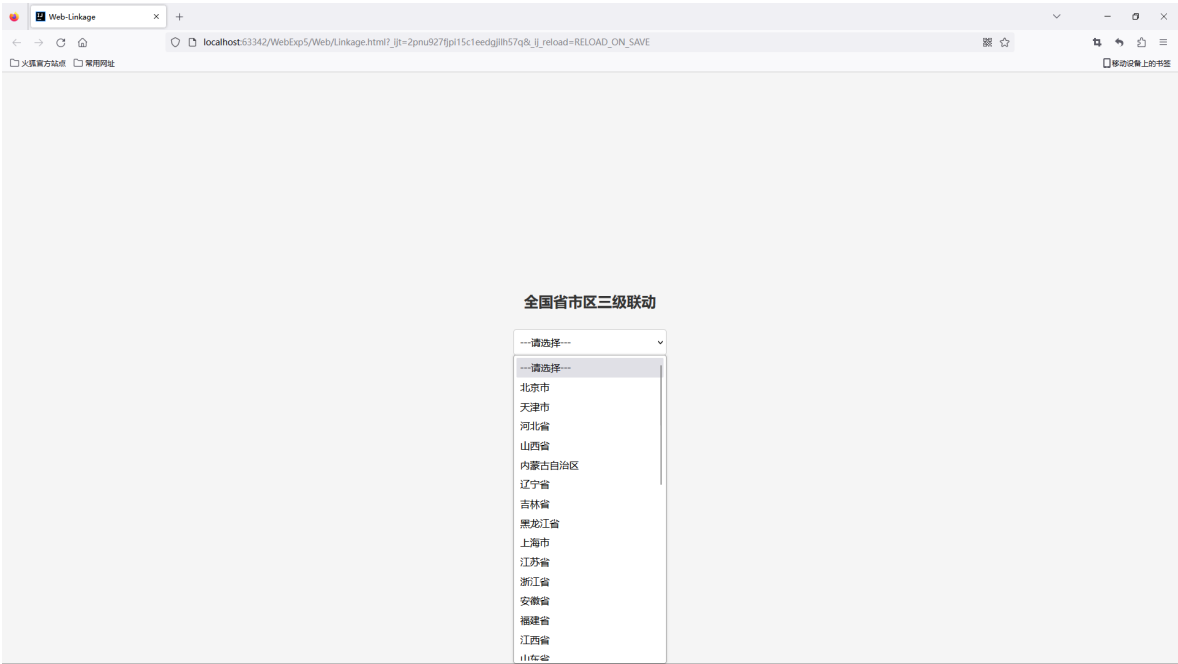 Web-Linkage
localhost:63342/WebExp5/Web/Linkage.html?_ijt=2pnu927fjpi15c1eedgjilh57q&_ij_reload=RELOAD_ON_SAVE
火狐官方站点 常用网址 移动设备上的书签
全国省市区三级联动
---请选择---
---请选择---
北京市
天津市
河北省
山西省
内蒙古自治区
辽宁省
吉林省
黑龙江省
上海市
江苏省
浙江省
安徽省
福建省
江西省
山东省